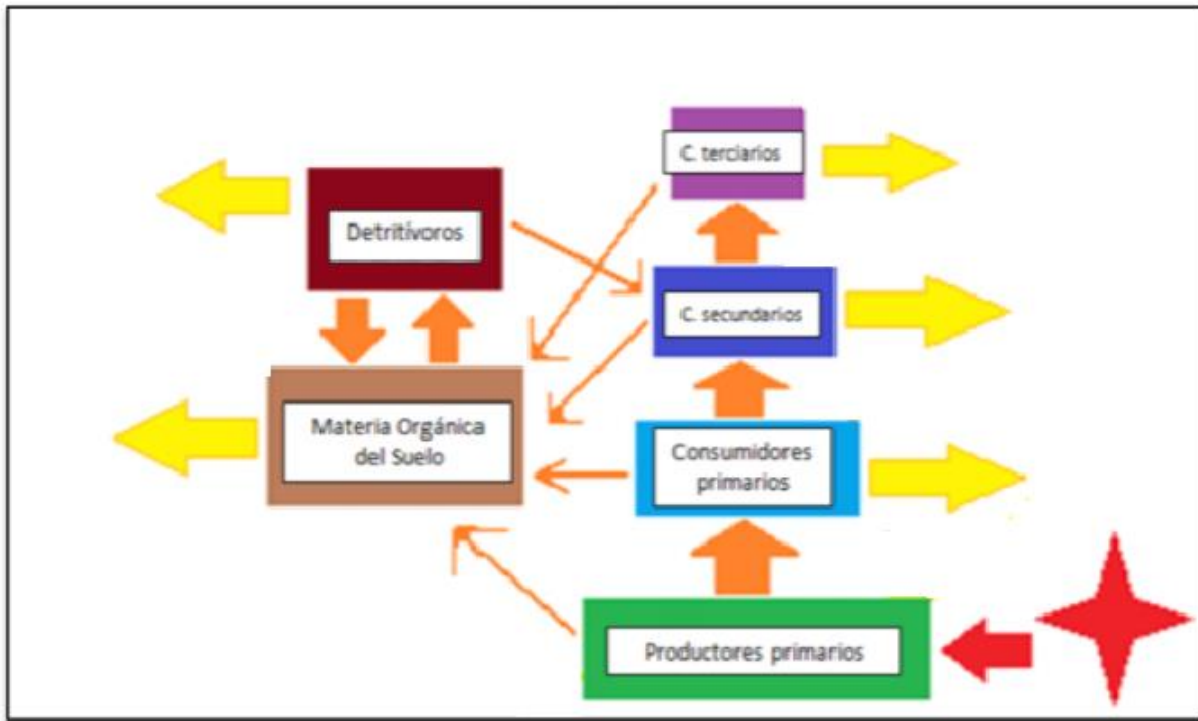 C. terciarios
Detritívoros
C. secundarios
Materia Orgánica
del Suelo
Consumidores
primarios
Productores primarios